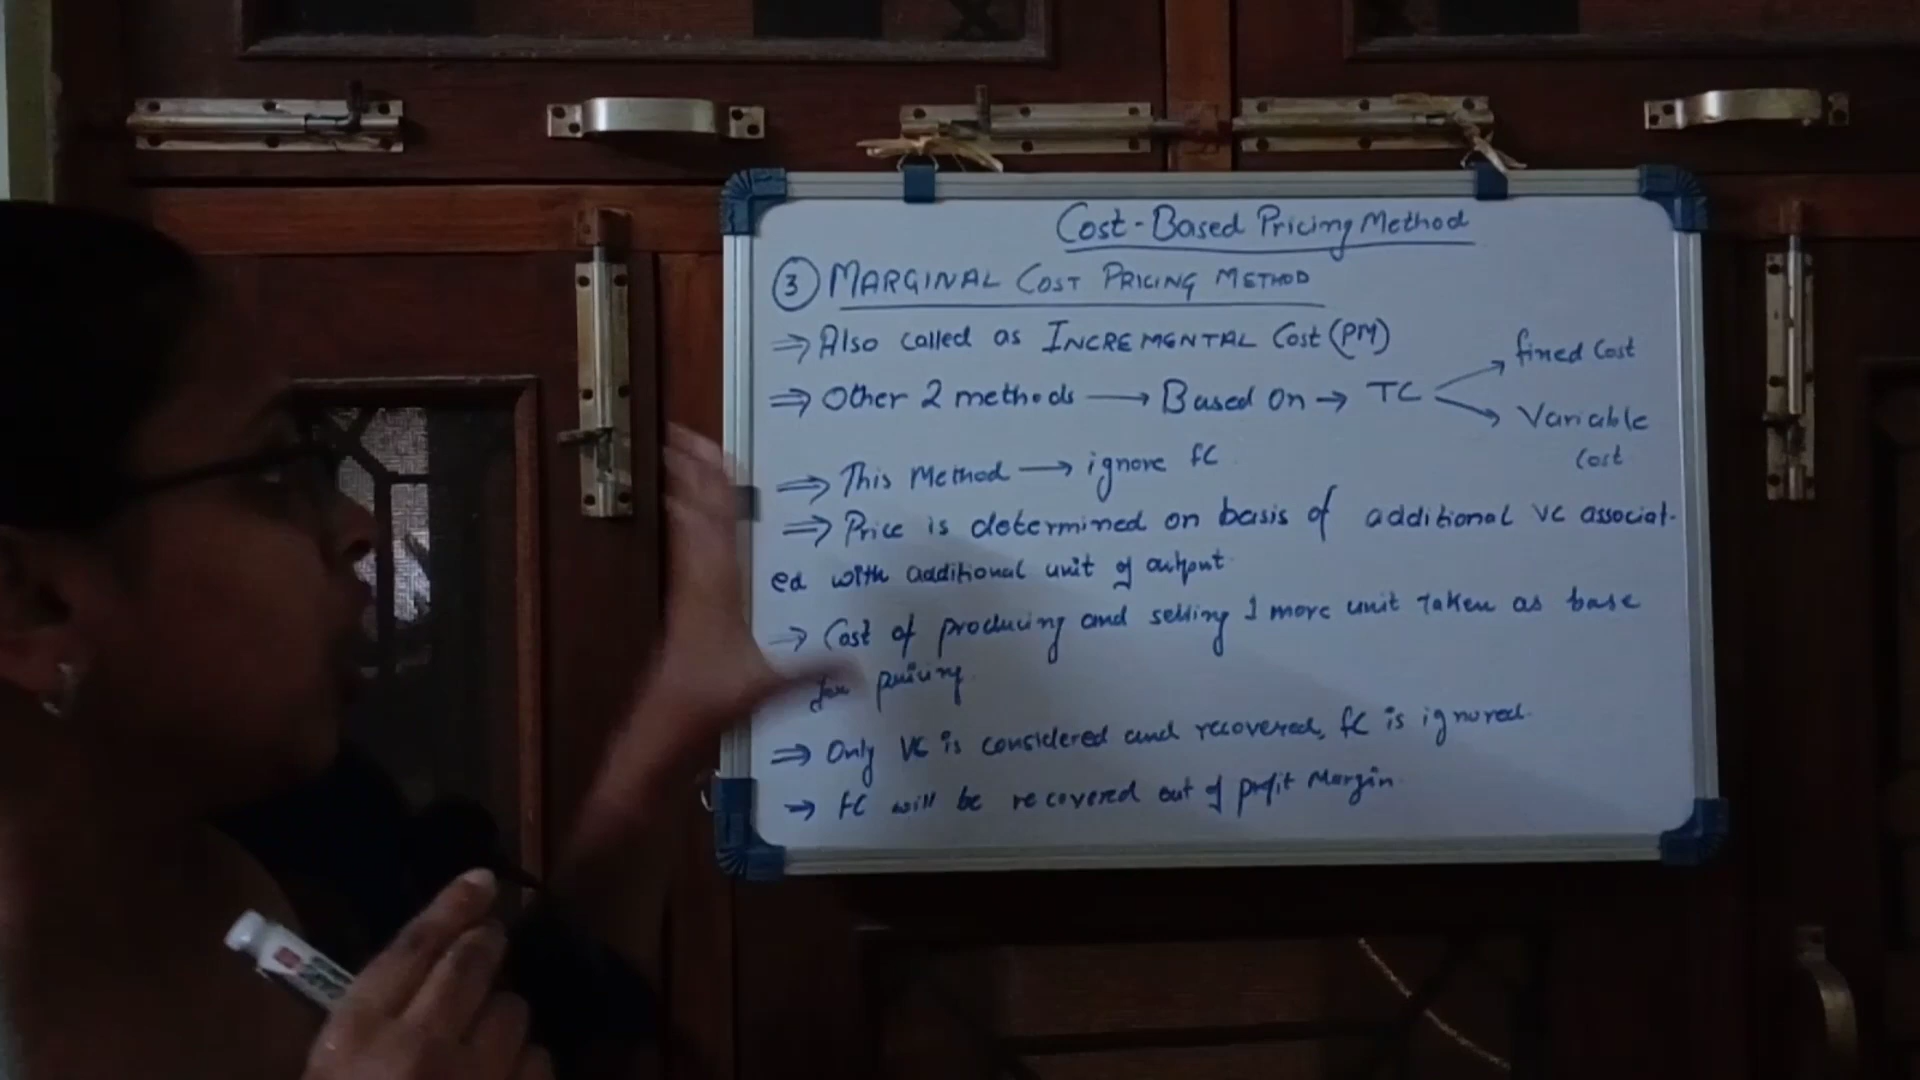 Cost-Based Pricing Method
3 MARGINAL COST PRICING METHOD
⇒ Also called as INCREMENTAL Cost (PM)
⇒ Other 2 methods → Based On → TC
fixed Cost
Variable
Cost
⇒ This Method → ignore fC
⇒ Price is determined on basis of additional VC associat-
ed with additional unit of output.
→ Cost of producing and selling 1 more unit taken as base
for pricing.
⇒ Only VC is considered and recovered, fC is ignored.
→ fC will be recovered out of profit Margin.